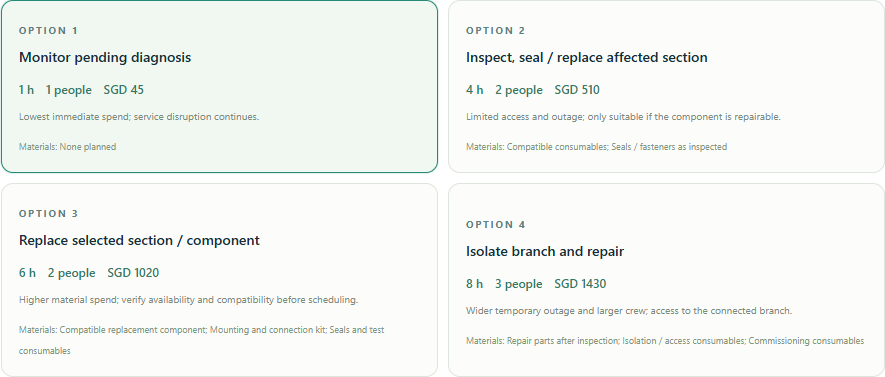 OPTION 1
Monitor pending diagnosis
1 h 1 people SGD 45
Lowest immediate spend; service disruption continues.
Materials: None planned
OPTION 2
Inspect, seal / replace affected section
4 h 2 people SGD 510
Limited access and outage; only suitable if the component is repairable.
Materials: Compatible consumables; Seals / fasteners as inspected
OPTION 3
Replace selected section / component
6 h 2 people SGD 1020
Higher material spend; verify availability and compatibility before scheduling.
Materials: Compatible replacement component; Mounting and connection kit; Seals and test
consumables
OPTION 4
Isolate branch and repair
8 h 3 people SGD 1430
Wider temporary outage and larger crew; access to the connected branch.
Materials: Repair parts after inspection; Isolation / access consumables; Commissioning consumables